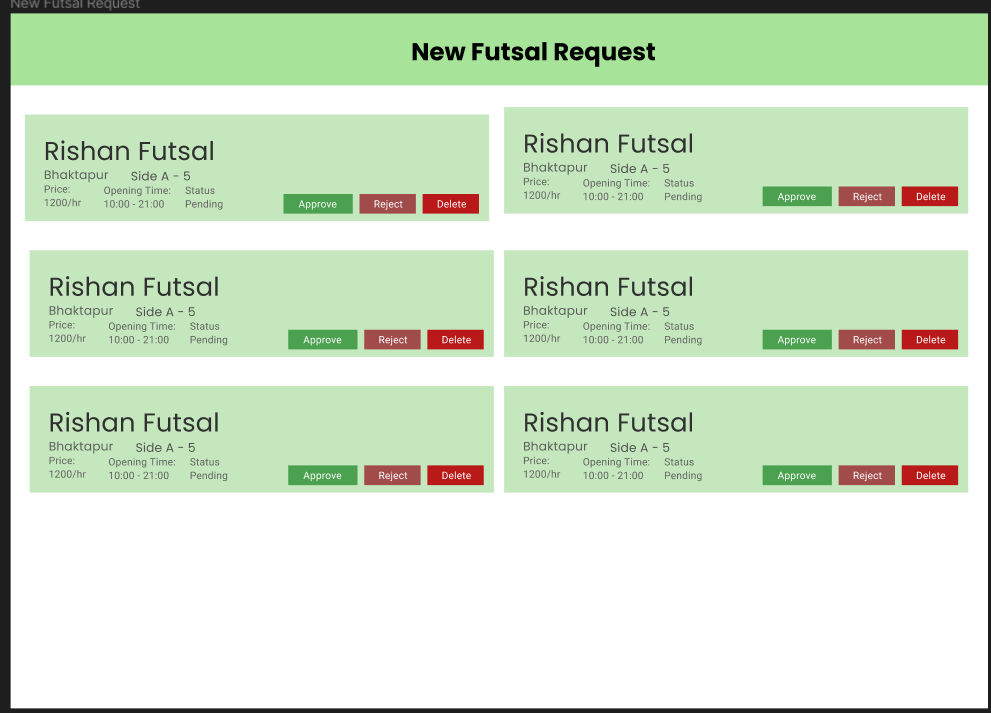 New Futsal Request
New Futsal Request
Rishan Futsal
Bhaktapur Side A - 5
Price: Opening Time: Status
1200/hr 10:00 - 21:00 Pending
Approve Reject Delete
Rishan Futsal
Bhaktapur Side A - 5
Price: Opening Time: Status
1200/hr 10:00 - 21:00 Pending
Approve Reject Delete
Rishan Futsal
Bhaktapur Side A - 5
Price: Opening Time: Status
1200/hr 10:00 - 21:00 Pending
Approve Reject Delete
Rishan Futsal
Bhaktapur Side A - 5
Price: Opening Time: Status
1200/hr 10:00 - 21:00 Pending
Approve Reject Delete
Rishan Futsal
Bhaktapur Side A - 5
Price: Opening Time: Status
1200/hr 10:00 - 21:00 Pending
Approve Reject Delete
Rishan Futsal
Bhaktapur Side A - 5
Price: Opening Time: Status
1200/hr 10:00 - 21:00 Pending
Approve Reject Delete